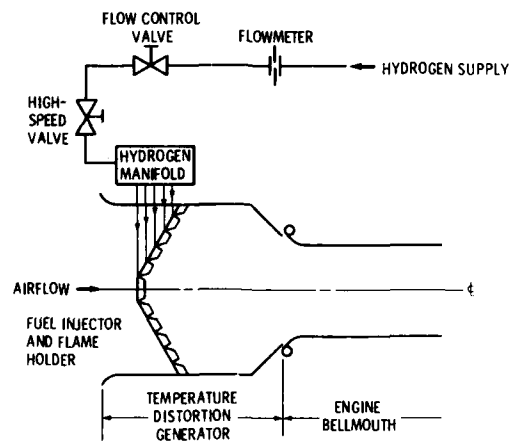 FLOW CONTROL
VALVE
FLOWMETER
HYDROGEN SUPPLY
HIGH-
SPEED
VALVE
HYDROGEN
MANIFOLD
AIRFLOW
℄
FUEL INJECTOR
AND FLAME
HOLDER
TEMPERATURE
DISTORTION
GENERATOR
ENGINE
BELLMOUTH